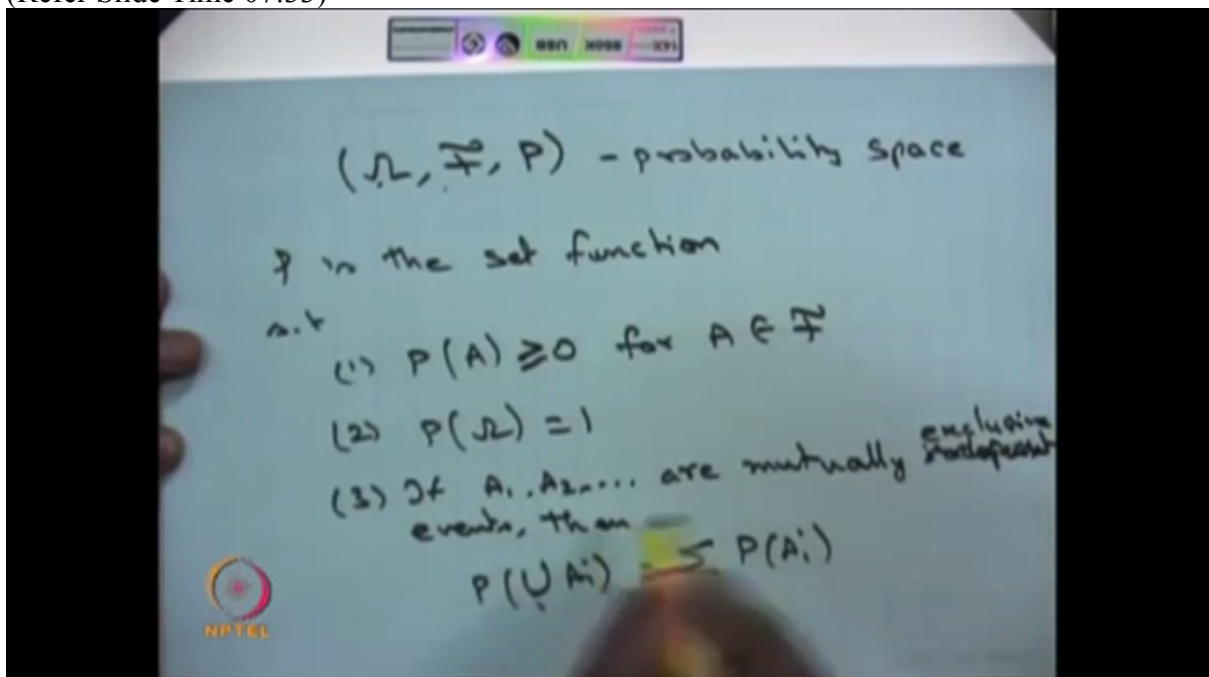 (Refer Slide Time 07:53)
(Ω, F, P) - probability space
P is the set function
s.t
(1) P(A) ≥ 0 for A ∈ F
(2) P(Ω) = 1
exclusive
(3) If A₁, A₂, ... are mutually
events, then
P(∪ Aᵢ) = Σ P(Aᵢ)
NPTEL